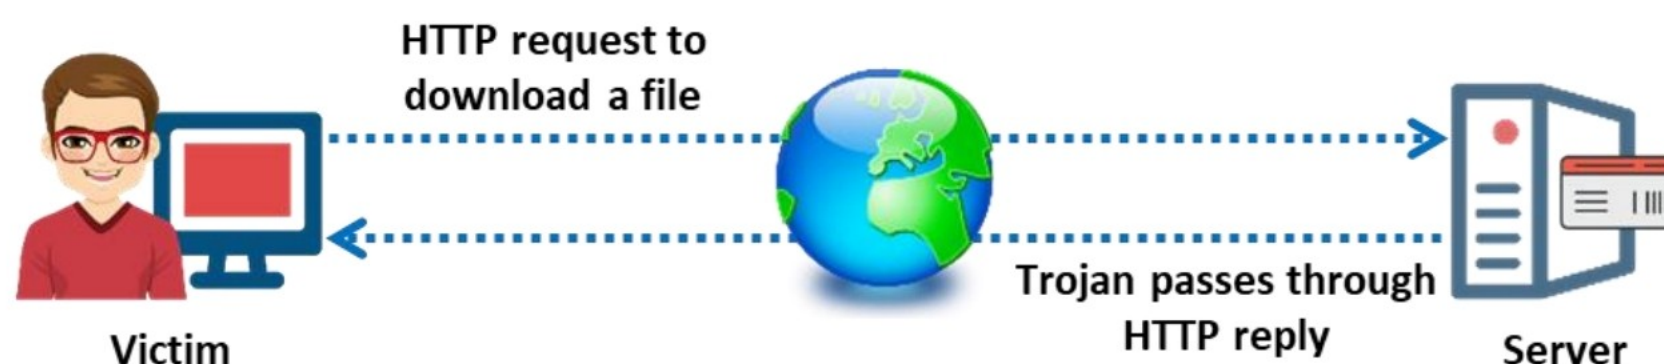 HTTP request to
download a file
Trojan passes through
HTTP reply
Victim
Server